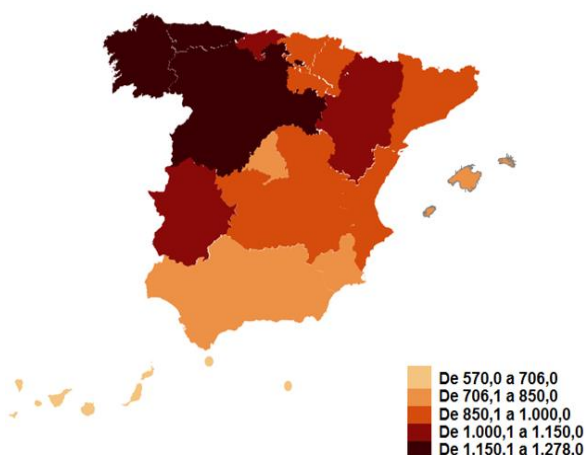 De 570,0 a 706,0
De 706,1 a 850,0
De 850,1 a 1.000,0
De 1.000,1 a 1.150,0
De 1.150,1 a 1.278,0